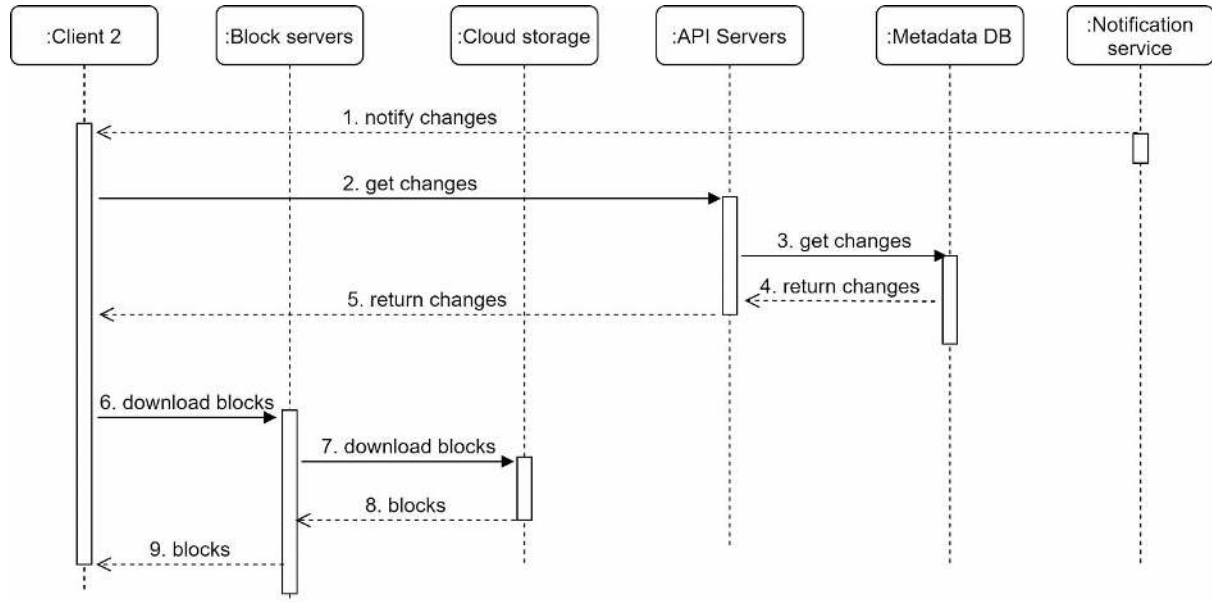 :Client 2
:Block servers
:Cloud storage
:API Servers
:Metadata DB
:Notification
service
1. notify changes
2. get changes
3. get changes
4. return changes
5. return changes
6. download blocks
7. download blocks
8. blocks
9. blocks